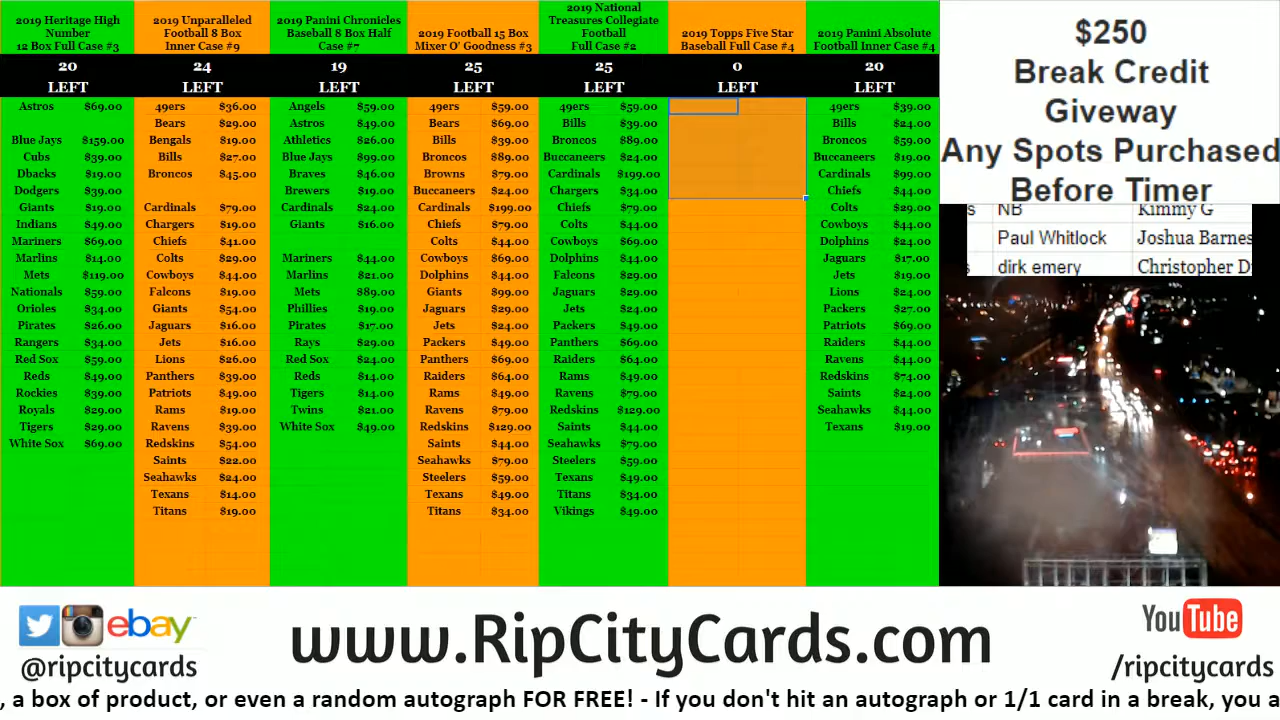 2019 Heritage High
Number
12 Box Full Case #3
20
LEFT
Astros $69.00
Blue Jays $159.00
Cubs $39.00
Dbacks $19.00
Dodgers $39.00
Giants $19.00
Indians $49.00
Mariners $69.00
Marlins $14.00
Mets $119.00
Nationals $59.00
Orioles $34.00
Pirates $26.00
Rangers $34.00
Red Sox $59.00
Reds $49.00
Rockies $39.00
Royals $29.00
Tigers $29.00
White Sox $69.00
2019 Unparalleled
Football 8 Box
Inner Case #9
24
LEFT
49ers $36.00
Bears $29.00
Bengals $19.00
Bills $27.00
Broncos $45.00
Cardinals $79.00
Chargers $19.00
Chiefs $41.00
Colts $29.00
Cowboys $44.00
Falcons $19.00
Giants $54.00
Jaguars $16.00
Jets $16.00
Lions $26.00
Panthers $39.00
Patriots $49.00
Rams $19.00
Ravens $39.00
Redskins $54.00
Saints $22.00
Seahawks $24.00
Texans $14.00
Titans $19.00
2019 Panini Chronicles
Baseball 8 Box Half
Case #7
19
LEFT
Angels $59.00
Astros $49.00
Athletics $26.00
Blue Jays $99.00
Braves $46.00
Brewers $19.00
Cardinals $24.00
Giants $16.00
Mariners $44.00
Marlins $21.00
Mets $89.00
Phillies $19.00
Pirates $17.00
Rays $29.00
Red Sox $24.00
Reds $14.00
Tigers $14.00
Twins $21.00
White Sox $49.00
2019 Football 15 Box
Mixer O' Goodness #3
25
LEFT
49ers $59.00
Bears $69.00
Bills $39.00
Broncos $89.00
Browns $79.00
Buccaneers $24.00
Cardinals $199.00
Chiefs $79.00
Colts $44.00
Cowboys $69.00
Dolphins $44.00
Giants $99.00
Jaguars $29.00
Jets $24.00
Packers $49.00
Panthers $69.00
Raiders $64.00
Rams $49.00
Ravens $79.00
Redskins $129.00
Saints $44.00
Seahawks $79.00
Steelers $59.00
Texans $49.00
Titans $34.00
2019 National
Treasures Collegiate
Football
Full Case #2
25
LEFT
49ers $59.00
Bills $39.00
Broncos $89.00
Buccaneers $24.00
Cardinals $199.00
Chargers $34.00
Chiefs $79.00
Colts $44.00
Cowboys $69.00
Dolphins $44.00
Falcons $29.00
Jaguars $29.00
Jets $24.00
Packers $49.00
Panthers $69.00
Raiders $64.00
Rams $49.00
Ravens $79.00
Redskins $129.00
Saints $44.00
Seahawks $79.00
Steelers $59.00
Texans $49.00
Titans $34.00
Vikings $49.00
2019 Topps Five Star
Baseball Full Case #4
0
LEFT
2019 Panini Absolute
Football Inner Case #4
20
LEFT
49ers $39.00
Bills $24.00
Broncos $59.00
Buccaneers $19.00
Cardinals $99.00
Chiefs $44.00
Colts $29.00
Cowboys $44.00
Dolphins $24.00
Jaguars $17.00
Jets $19.00
Lions $24.00
Packers $27.00
Patriots $69.00
Raiders $44.00
Ravens $44.00
Redskins $74.00
Saints $24.00
Seahawks $44.00
Texans $19.00
$250
Break Credit
Giveway
Any Spots Purchased
Before Timer
s NB Kimmy G
Paul Whitlock Joshua Barnes
s dirk emery Christopher D
ebay
@ripcitycards
www.RipCityCards.com
YouTube
/ripcitycards
, a box of product, or even a random autograph FOR FREE! - If you don't hit an autograph or 1/1 card in a break, you a